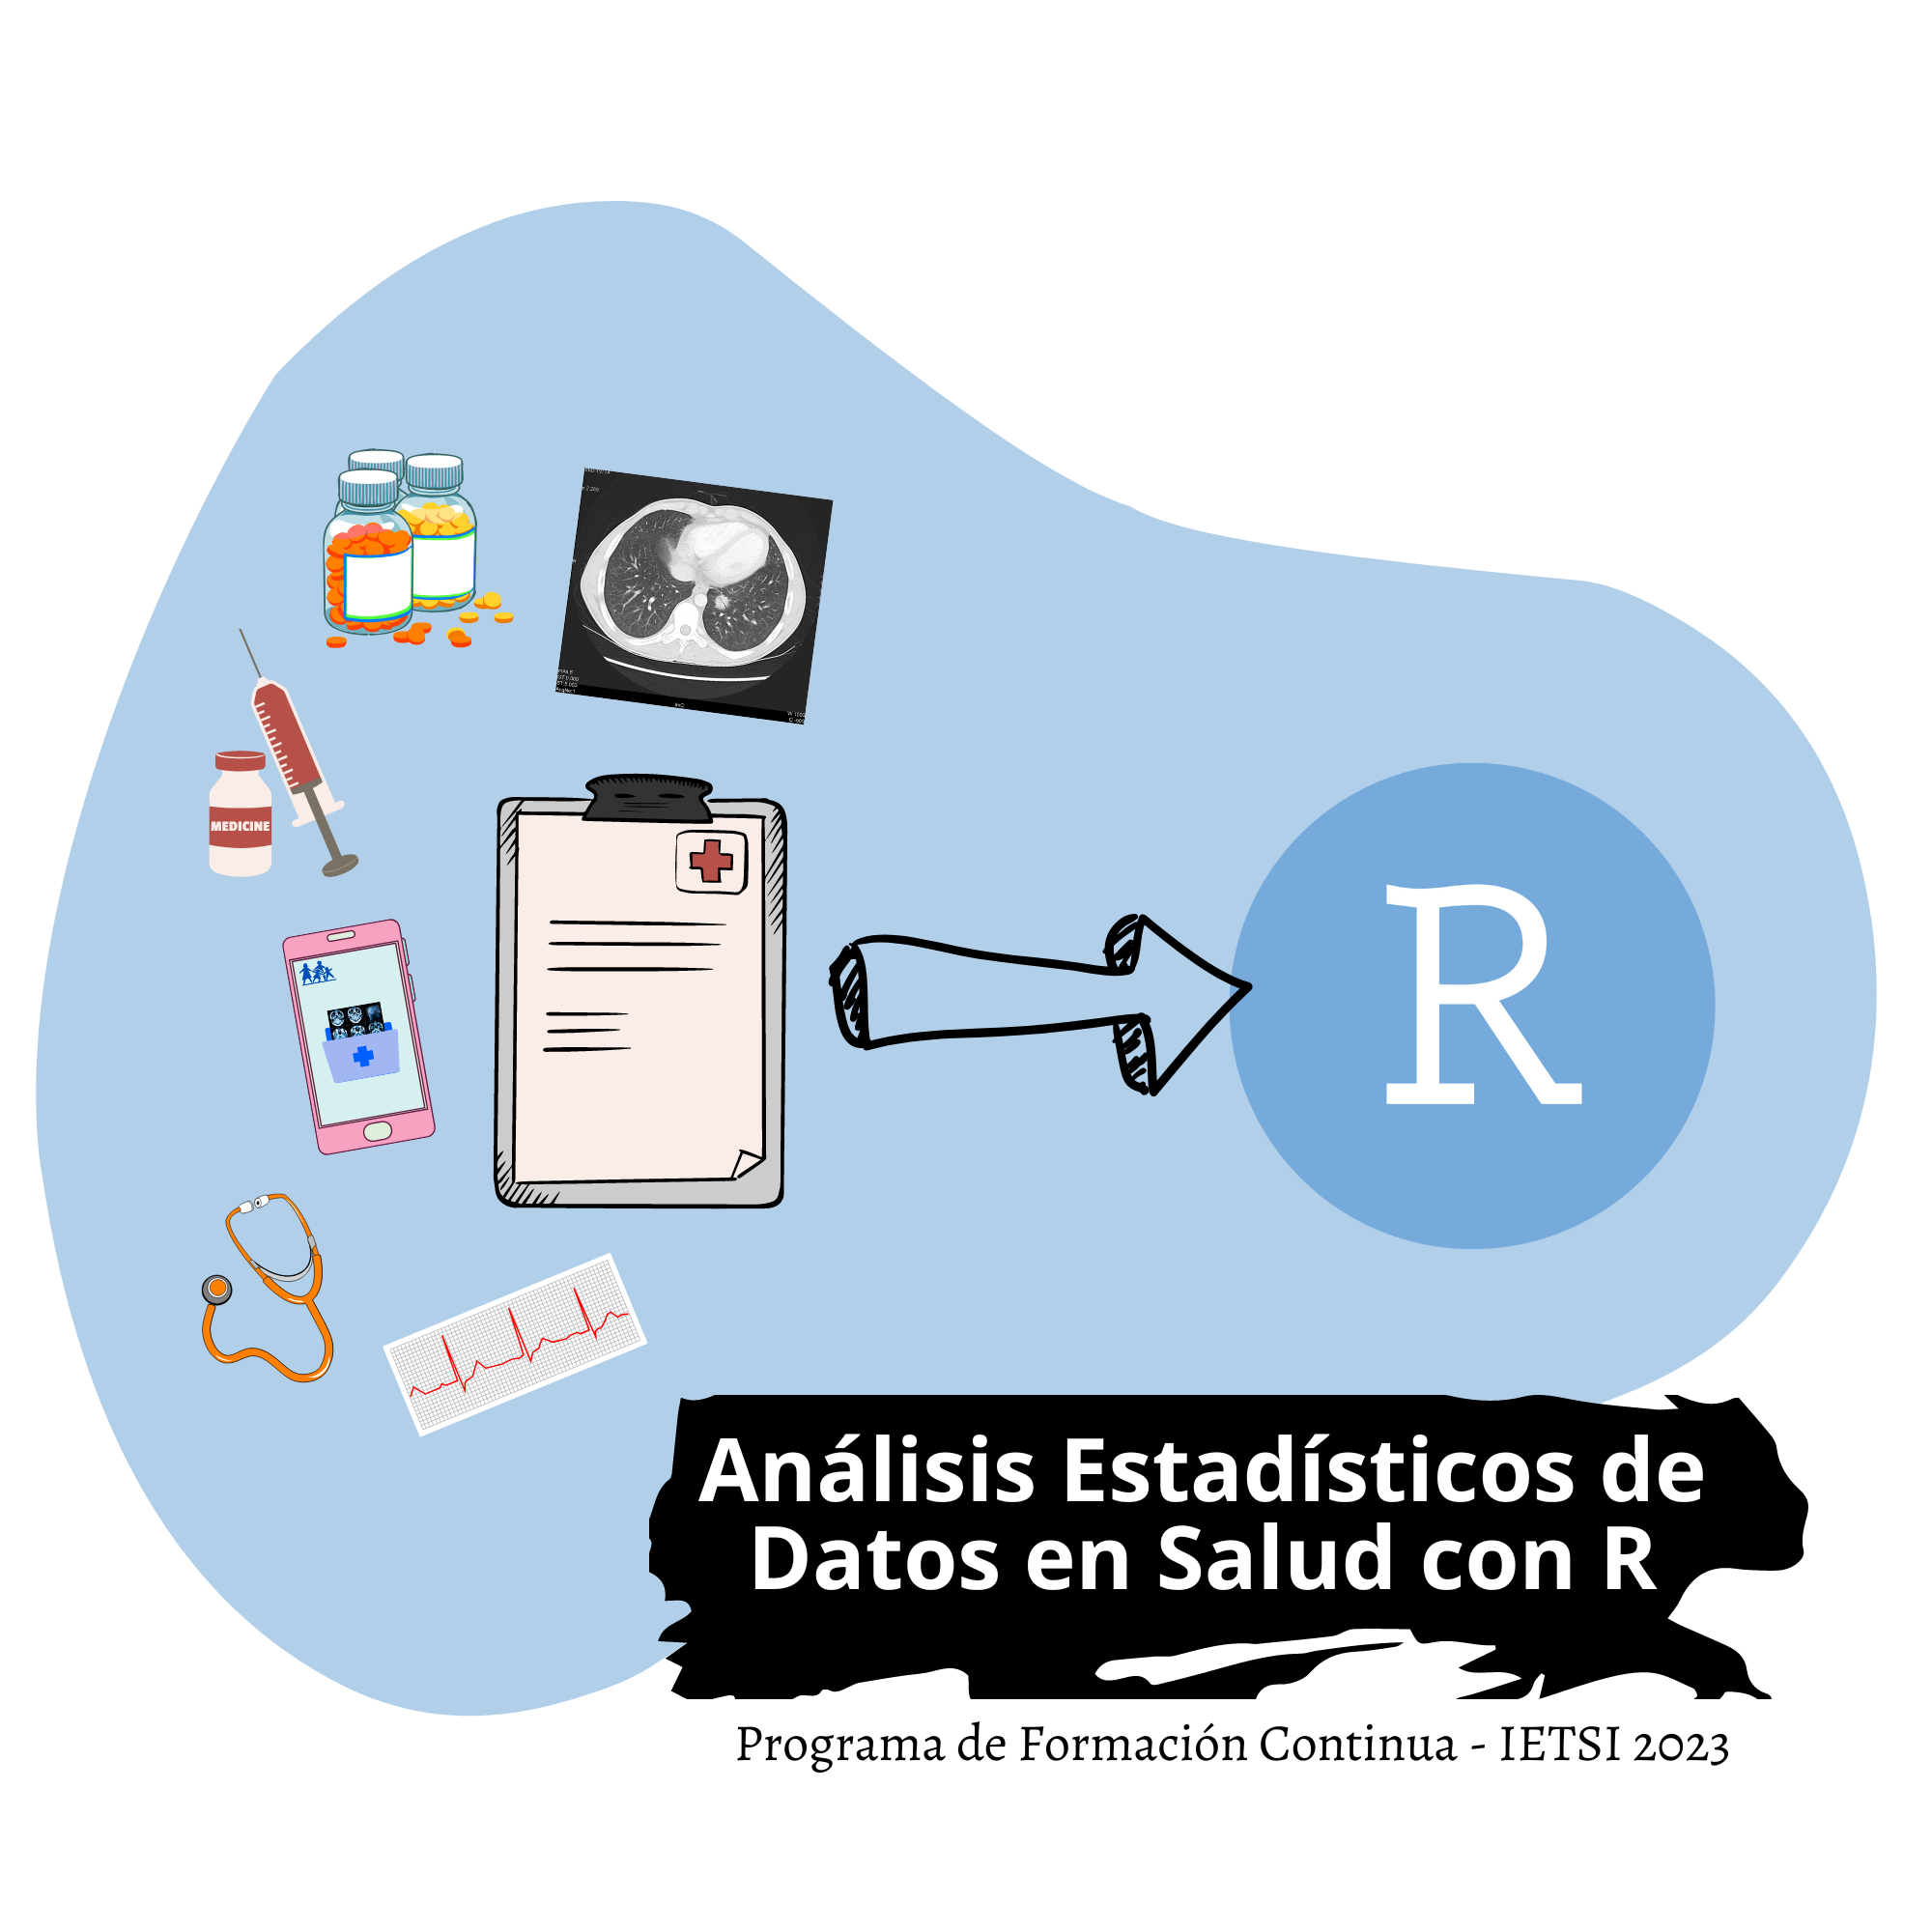 MEDICINE
R
Análisis Estadísticos de
Datos en Salud con R
Programa de Formación Continua - IETSI 2023